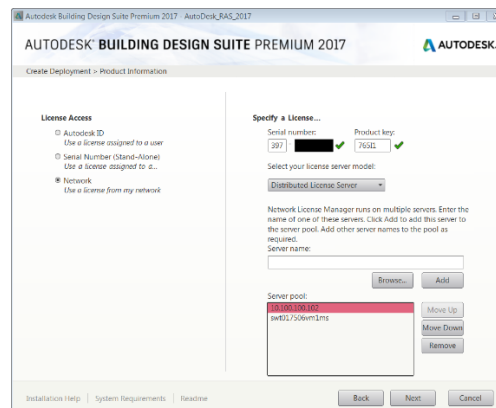 Autodesk Building Design Suite Premium 2017 - AutoDesk_RAS_2017
AUTODESK® BUILDING DESIGN SUITE PREMIUM 2017
AUTODESK.
Create Deployment > Product Information
License Access
Autodesk ID
Use a license assigned to a user
Serial Number (Stand-Alone)
Use a license assigned to a...
Network
Use a license from my network
Specify a License...
Serial number: Product key:
397 - 765I1
Select your license server model:
Distributed License Server
Network License Manager runs on multiple servers. Enter the
name of one of these servers. Click Add to add this server to
the server pool. Add other server names to the pool as
required.
Server name:
Browse... Add
Server pool:
10.100.100.102
swt017506vm1ms
Move Up
Move Down
Remove
Installation Help | System Requirements | Readme
Back Next Cancel